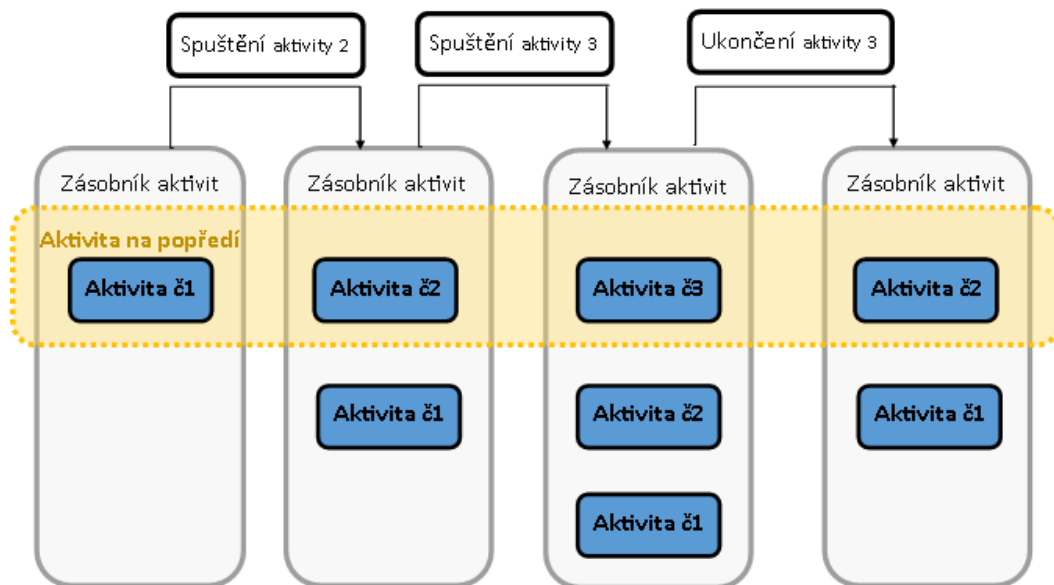 Spuštění aktivity 2
Spuštění aktivity 3
Ukončení aktivity 3
Zásobník aktivit
Zásobník aktivit
Zásobník aktivit
Zásobník aktivit
Aktivita na popředí
Aktivita č1
Aktivita č2
Aktivita č3
Aktivita č2
Aktivita č1
Aktivita č2
Aktivita č1
Aktivita č1